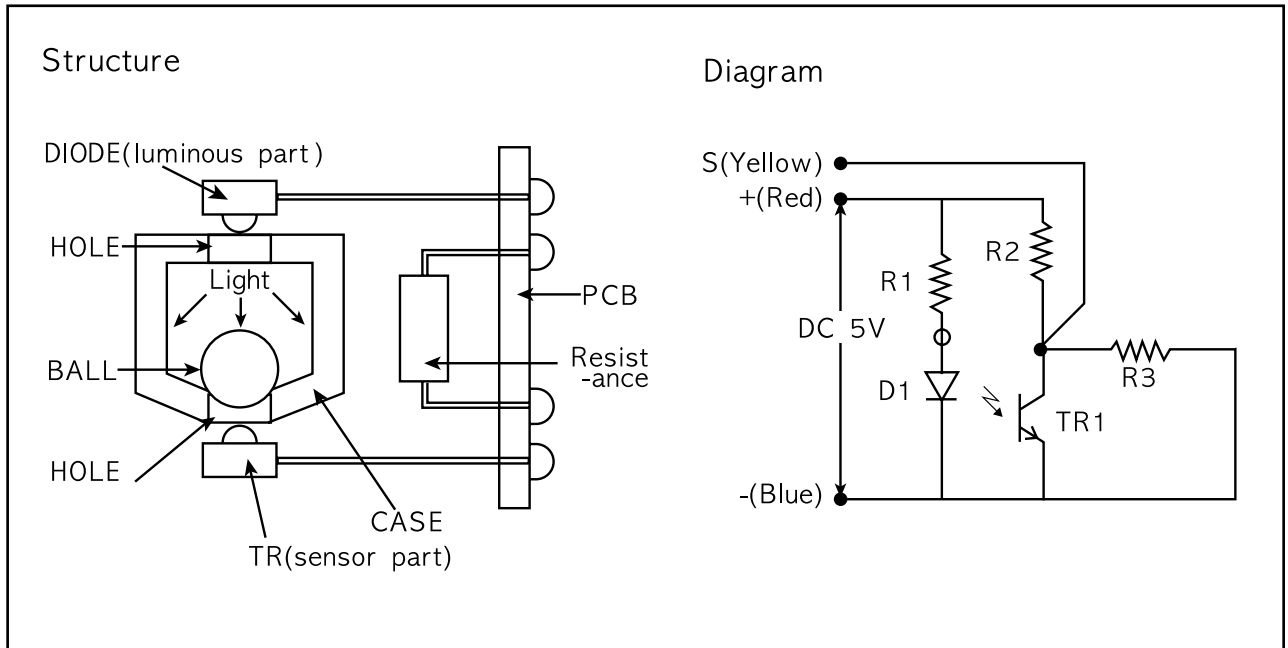 Structure
DIODE(luminous part)
HOLE
Light
BALL
PCB
Resist
-ance
HOLE
CASE
TR(sensor part)
Diagram
S(Yellow)
+(Red)
R2
R1
DC 5V
R3
D1
TR1
-(Blue)